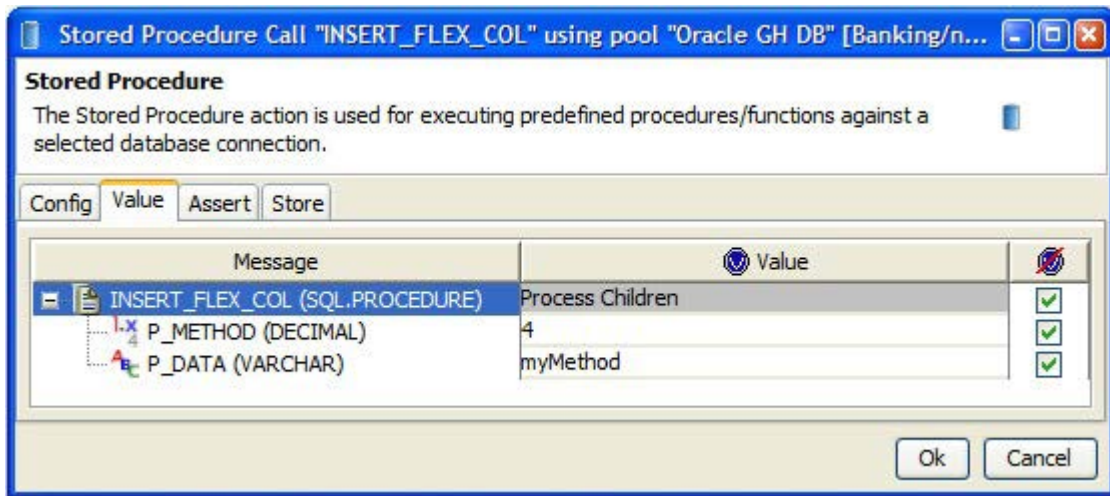 Stored Procedure Call "INSERT_FLEX_COL" using pool "Oracle GH DB" [Banking/n...
Stored Procedure
The Stored Procedure action is used for executing predefined procedures/functions against a
selected database connection.
Config Value Assert Store
Message Value
INSERT_FLEX_COL (SQL.PROCEDURE) Process Children
P_METHOD (DECIMAL) 4
P_DATA (VARCHAR) myMethod
Ok Cancel